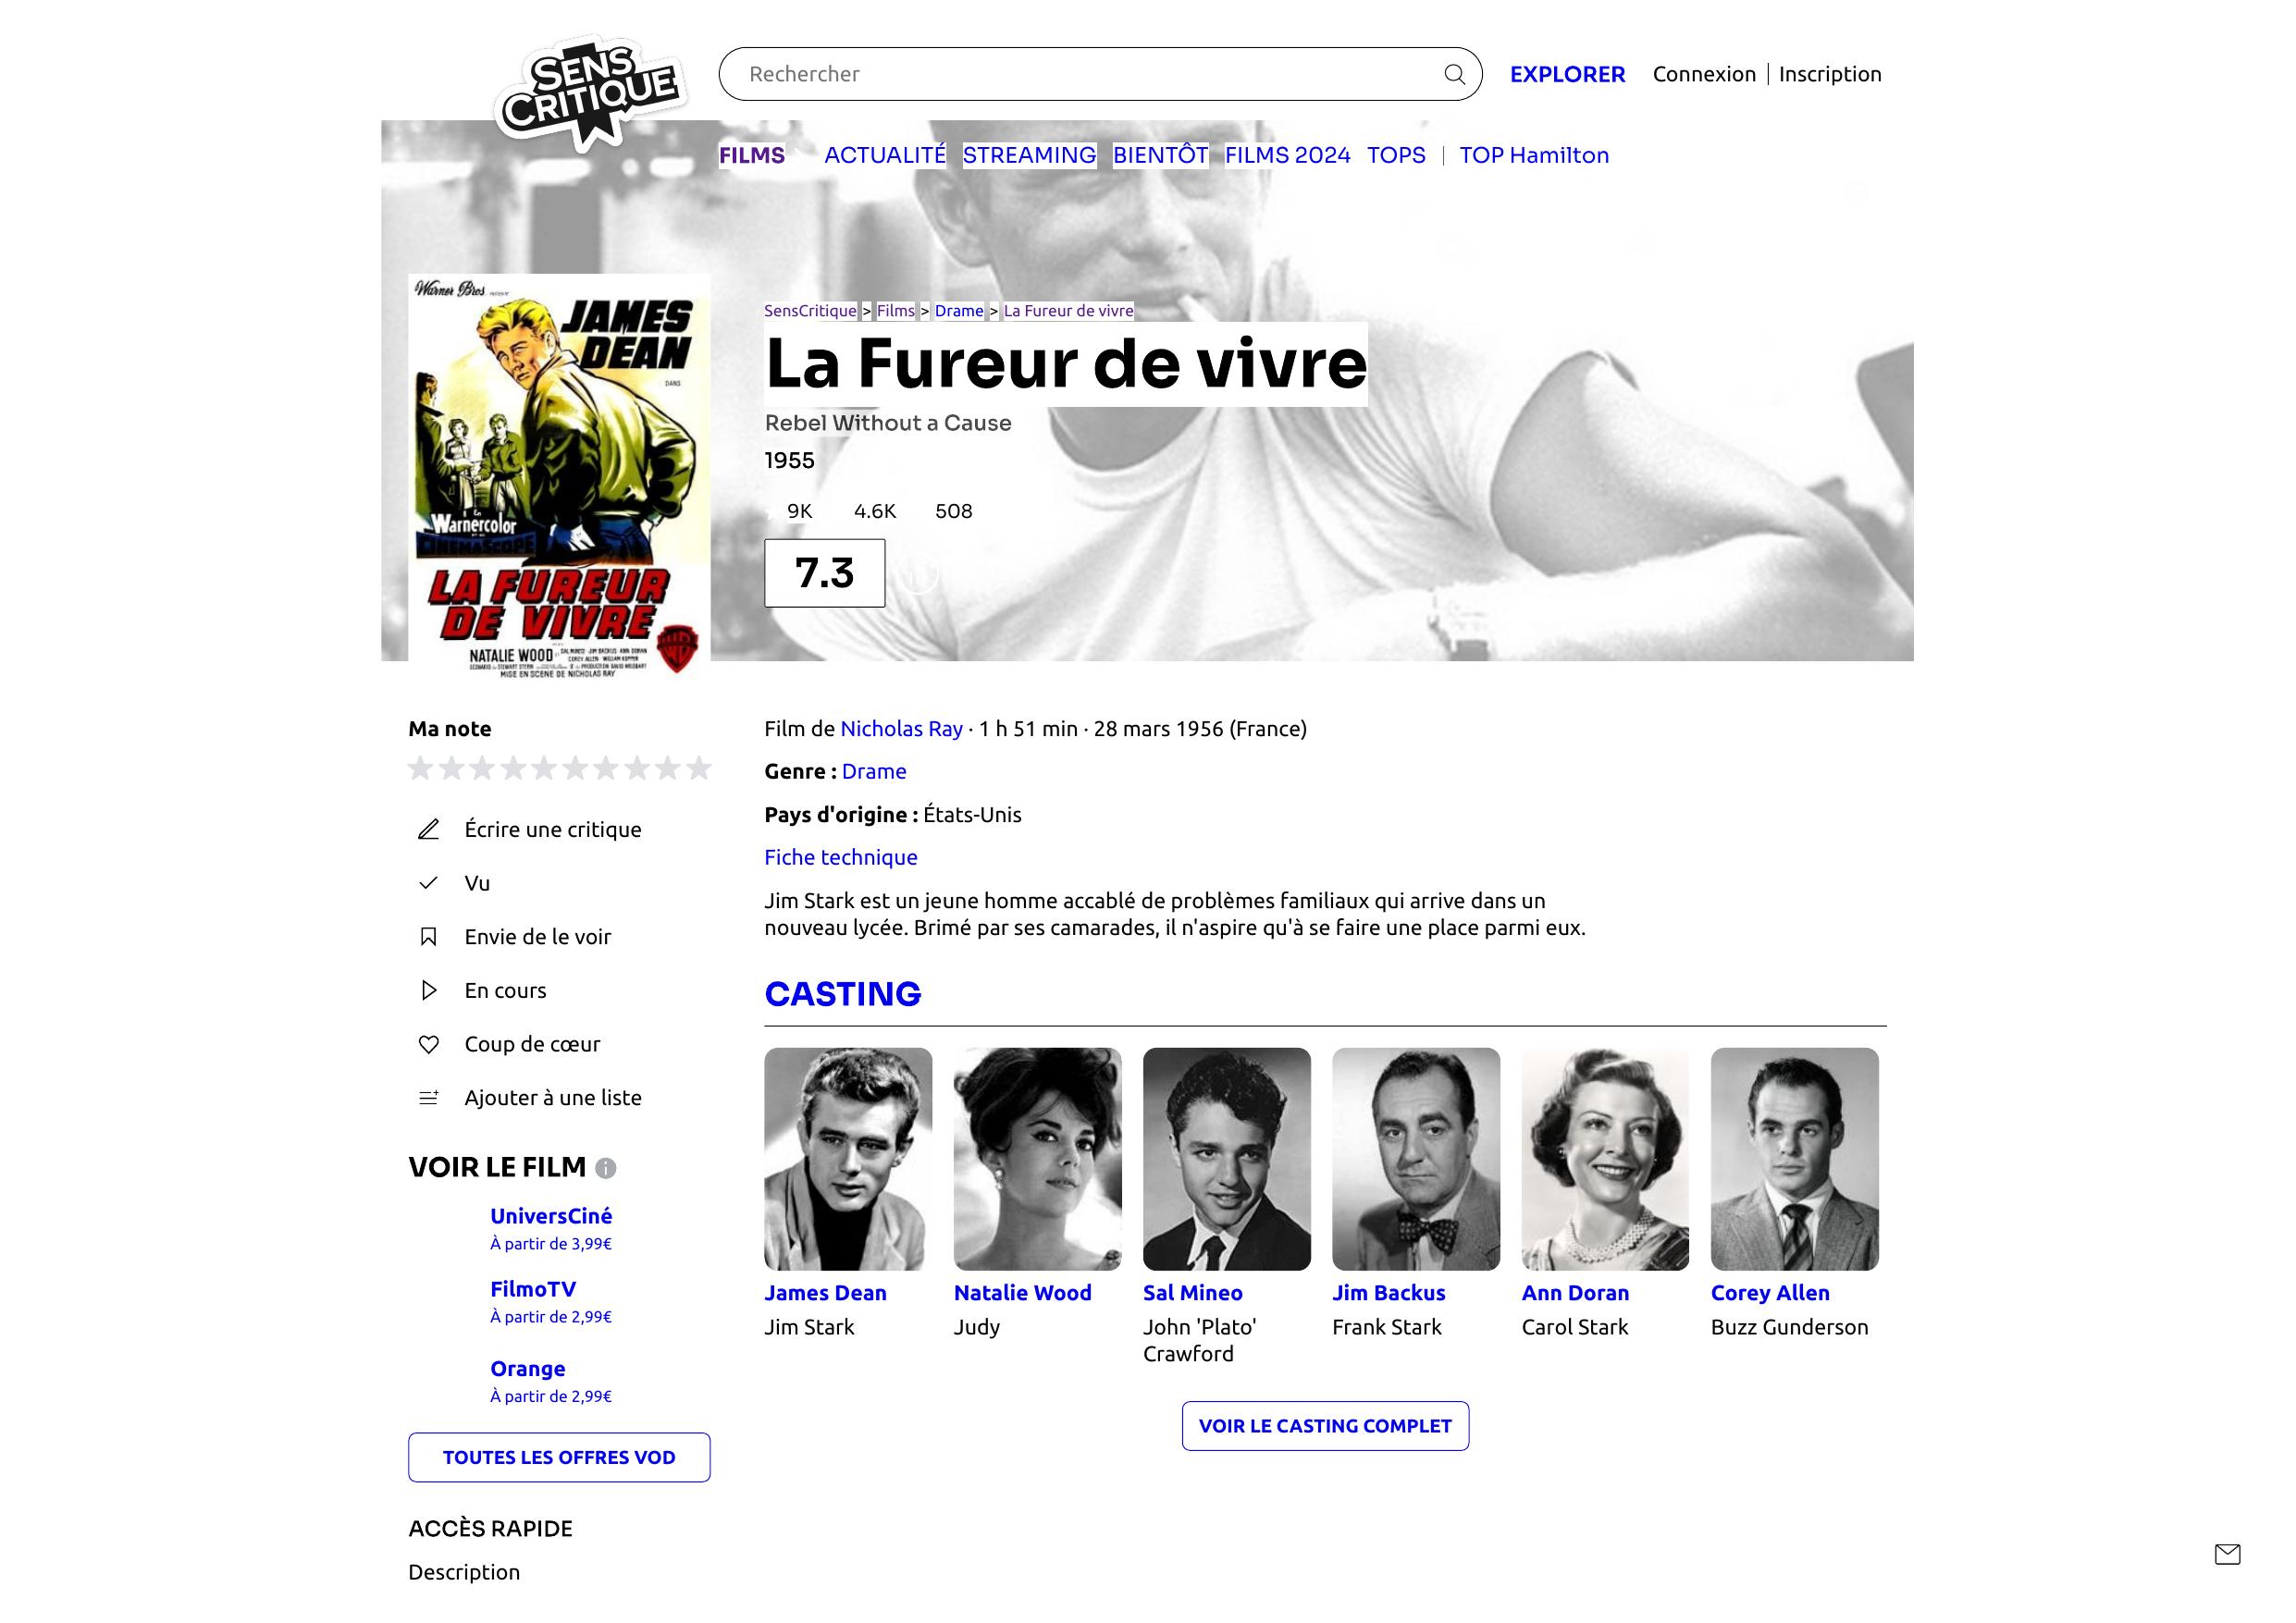 SENS
CRITIQUE
Rechercher
EXPLORER
Connexion | Inscription
FILMS ACTUALITÉ STREAMING BIENTÔT FILMS 2024 TOPS | TOP Hamilton
Warner Bros.
JAMES
DEAN
DANS
en
Warnercolor
CINEMASCOPE
LA FUREUR
DE VIVRE
NATALIE WOOD
SAL MINEO JIM BACKUS ANN DORAN
COREY ALLEN WILLIAM HOPPER
MISE EN SCENE DE NICHOLAS RAY
SensCritique > Films > Drame > La Fureur de vivre
La Fureur de vivre
Rebel Without a Cause
1955
9K 4.6K 508
7.3
Ma note
Écrire une critique
Vu
Envie de le voir
En cours
Coup de cœur
Ajouter à une liste
VOIR LE FILM
UniversCiné
À partir de 3,99€
FilmoTV
À partir de 2,99€
Orange
À partir de 2,99€
TOUTES LES OFFRES VOD
ACCÈS RAPIDE
Description
Film de Nicholas Ray · 1 h 51 min · 28 mars 1956 (France)
Genre : Drame
Pays d'origine : États-Unis
Fiche technique
Jim Stark est un jeune homme accablé de problèmes familiaux qui arrive dans un
nouveau lycée. Brimé par ses camarades, il n'aspire qu'à se faire une place parmi eux.
CASTING
James Dean
Jim Stark
Natalie Wood
Judy
Sal Mineo
John 'Plato'
Crawford
Jim Backus
Frank Stark
Ann Doran
Carol Stark
Corey Allen
Buzz Gunderson
VOIR LE CASTING COMPLET